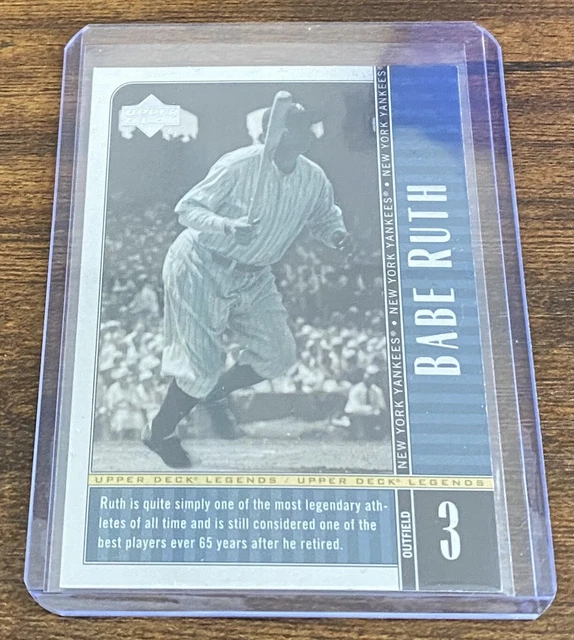 UPPER DECK
NEW YORK YANKEES® • NEW YORK YANKEES® • NEW YORK YANKEES
BABE RUTH
UPPER DECK® LEGENDS / UPPER DECK® LEGENDS
Ruth is quite simply one of the most legendary ath-
letes of all time and is still considered one of the
best players ever 65 years after he retired.
OUTFIELD
3